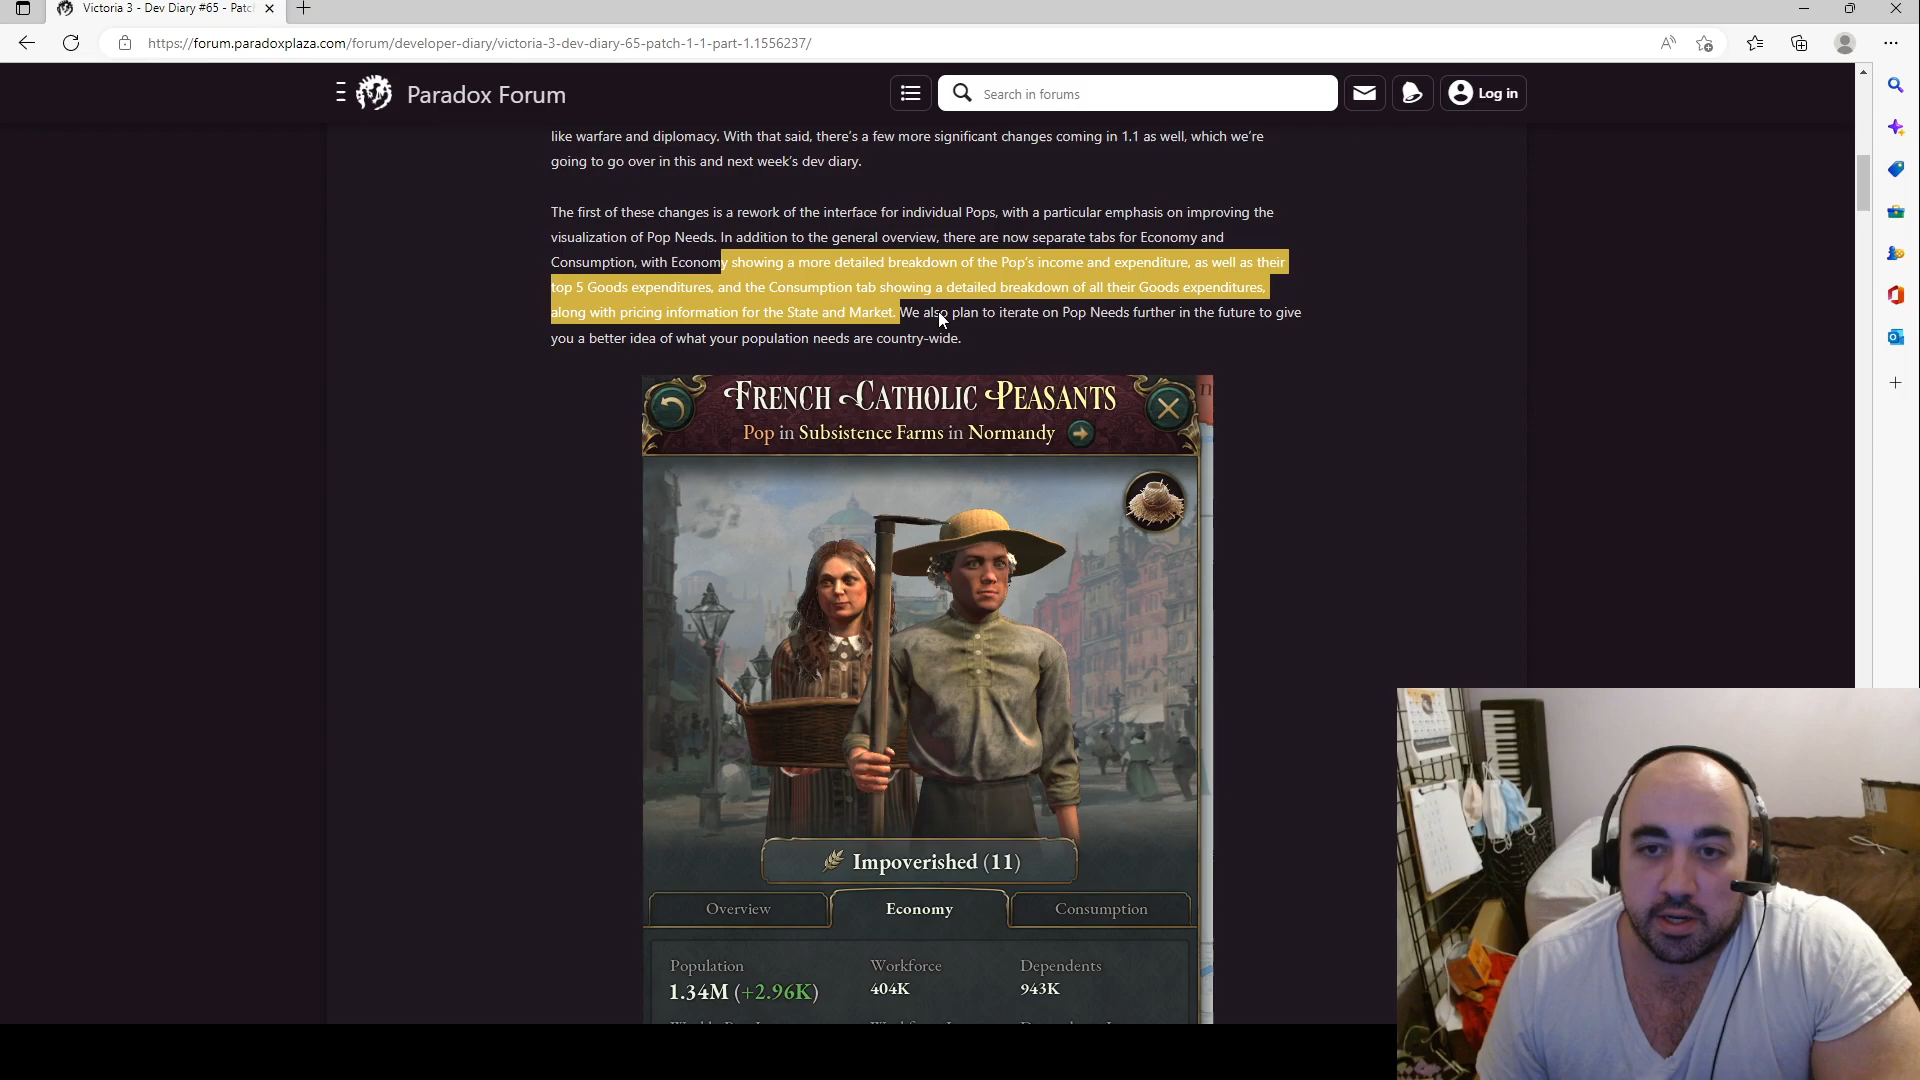 Victoria 3 - Dev Diary #65 - Patc
https://forum.paradoxplaza.com/forum/developer-diary/victoria-3-dev-diary-65-patch-1-1-part-1.1556237/
Paradox Forum
Search in forums
Log in
like warfare and diplomacy. With that said, there's a few more significant changes coming in 1.1 as well, which we're
going to go over in this and next week's dev diary.
The first of these changes is a rework of the interface for individual Pops, with a particular emphasis on improving the
visualization of Pop Needs. In addition to the general overview, there are now separate tabs for Economy and
Consumption, with Economy showing a more detailed breakdown of the Pop's income and expenditure, as well as their
top 5 Goods expenditures, and the Consumption tab showing a detailed breakdown of all their Goods expenditures,
along with pricing information for the State and Market. We also plan to iterate on Pop Needs further in the future to give
you a better idea of what your population needs are country-wide.
French Catholic Peasants
Pop in Subsistence Farms in Normandy
Impoverished (11)
Overview
Economy
Consumption
Population
Workforce
Dependents
1.34M (+2.96K)
404K
943K